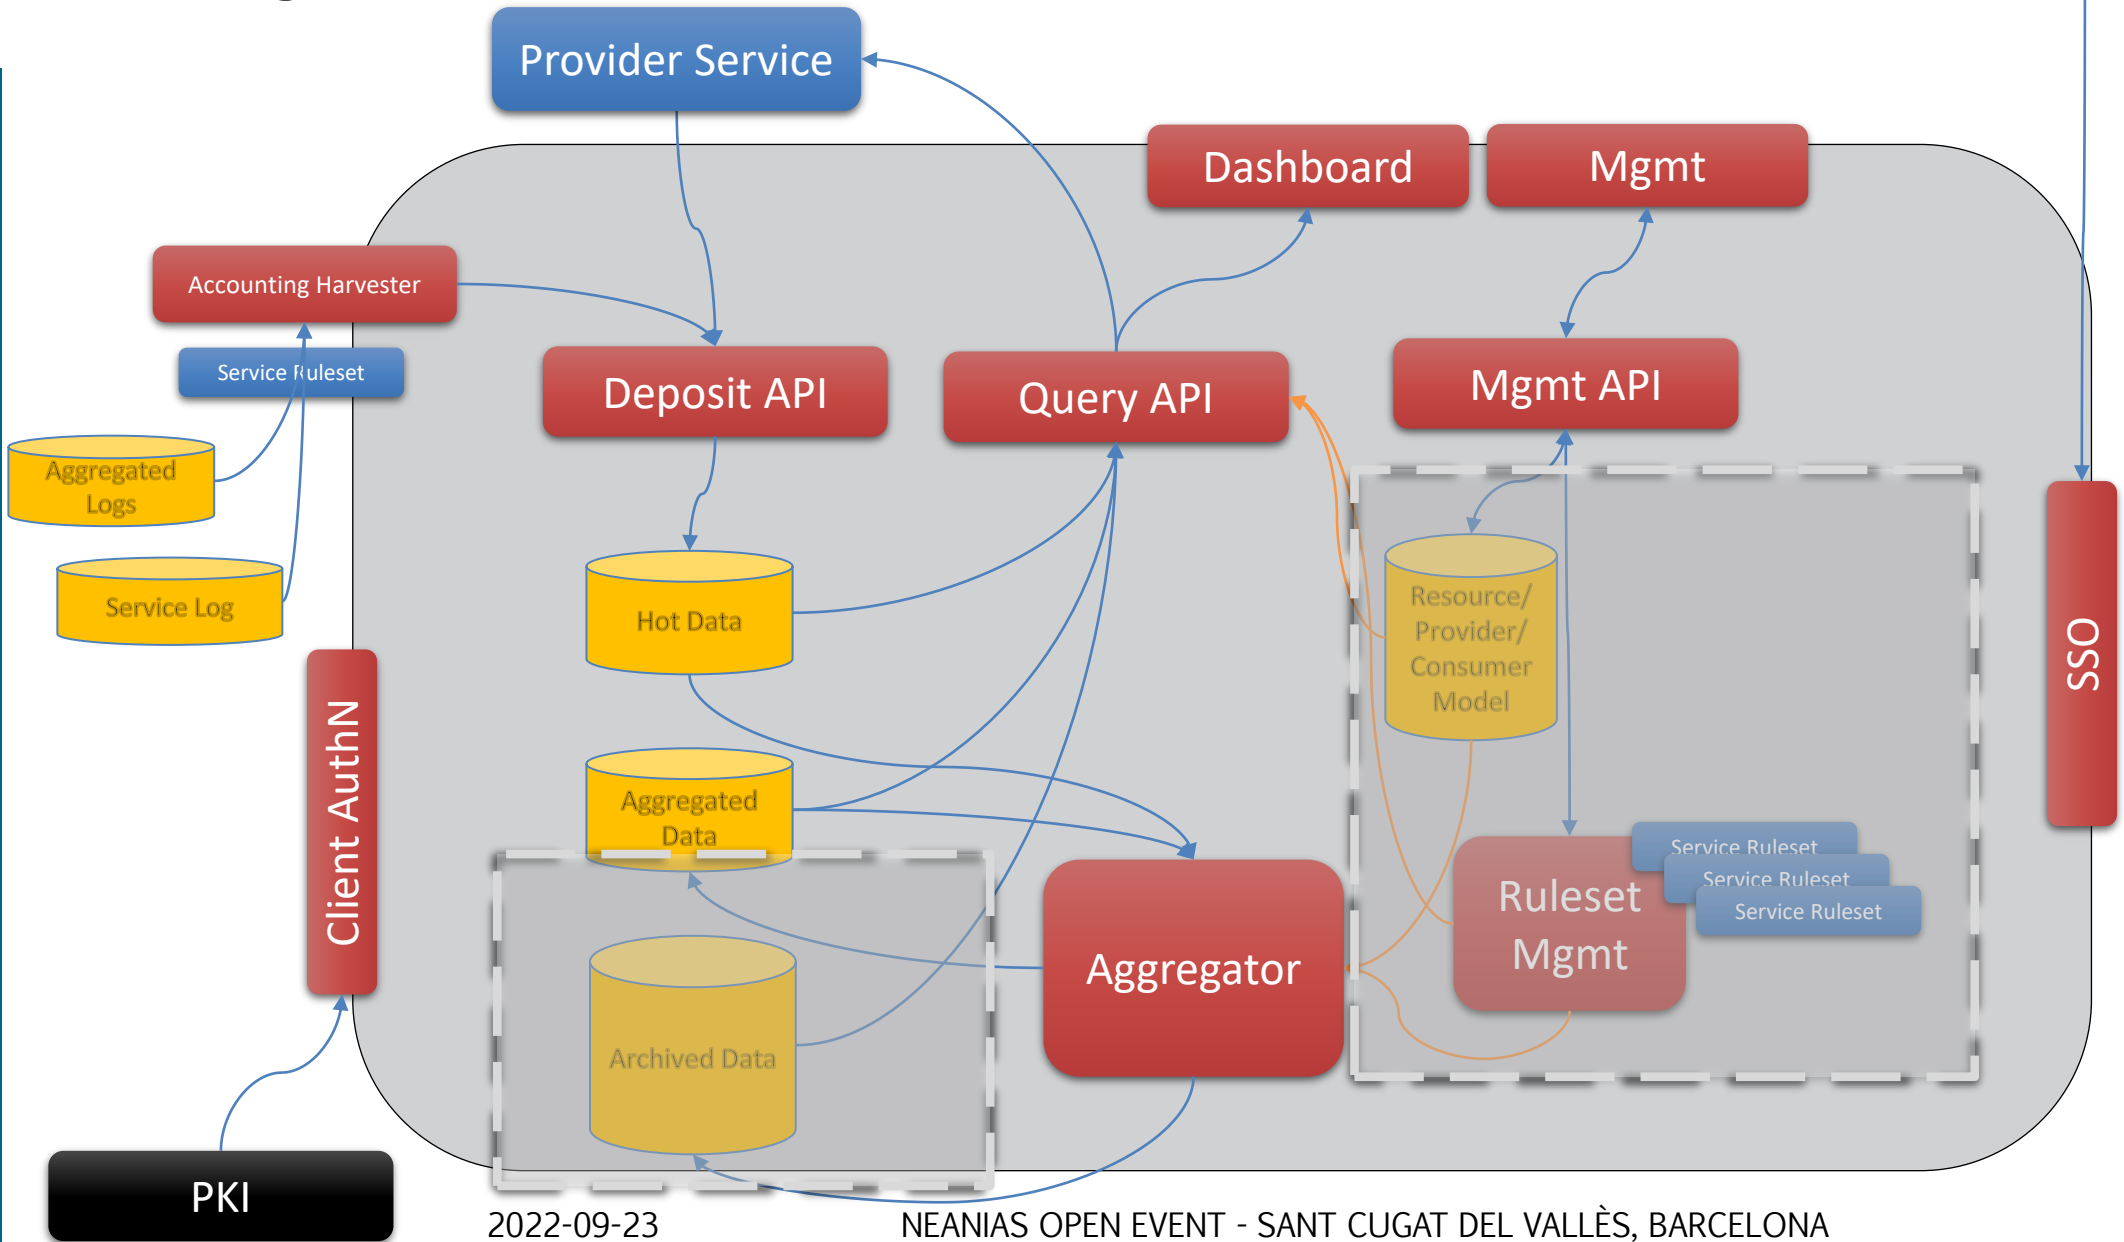 Provider Service
Dashboard
Mgmt
Accounting Harvester
Service Ruleset
Deposit API
Query API
Mgmt API
Aggregated
Logs
Service Log
Hot Data
Resource/
Provider/
Consumer
Model
SSO
Client AuthN
Aggregated
Data
Service Ruleset
Service Ruleset
Service Ruleset
Ruleset
Mgmt
Aggregator
Archived Data
PKI
2022-09-23
NEANIAS OPEN EVENT - SANT CUGAT DEL VALLÈS, BARCELONA